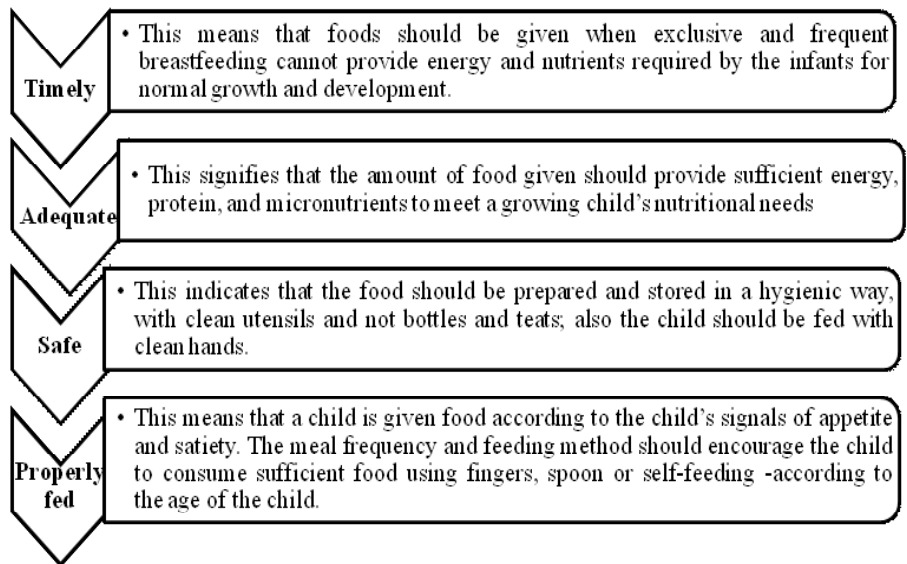 Timely
• This means that foods should be given when exclusive and frequent
breastfeeding cannot provide energy and nutrients required by the infants for
normal growth and development.
Adequate
• This signifies that the amount of food given should provide sufficient energy,
protein, and micronutrients to meet a growing child's nutritional needs
Safe
• This indicates that the food should be prepared and stored in a hygienic way,
with clean utensils and not bottles and teats; also the child should be fed with
clean hands.
Properly
fed
• This means that a child is given food according to the child's signals of appetite
and satiety. The meal frequency and feeding method should encourage the child
to consume sufficient food using fingers, spoon or self-feeding -according to
the age of the child.